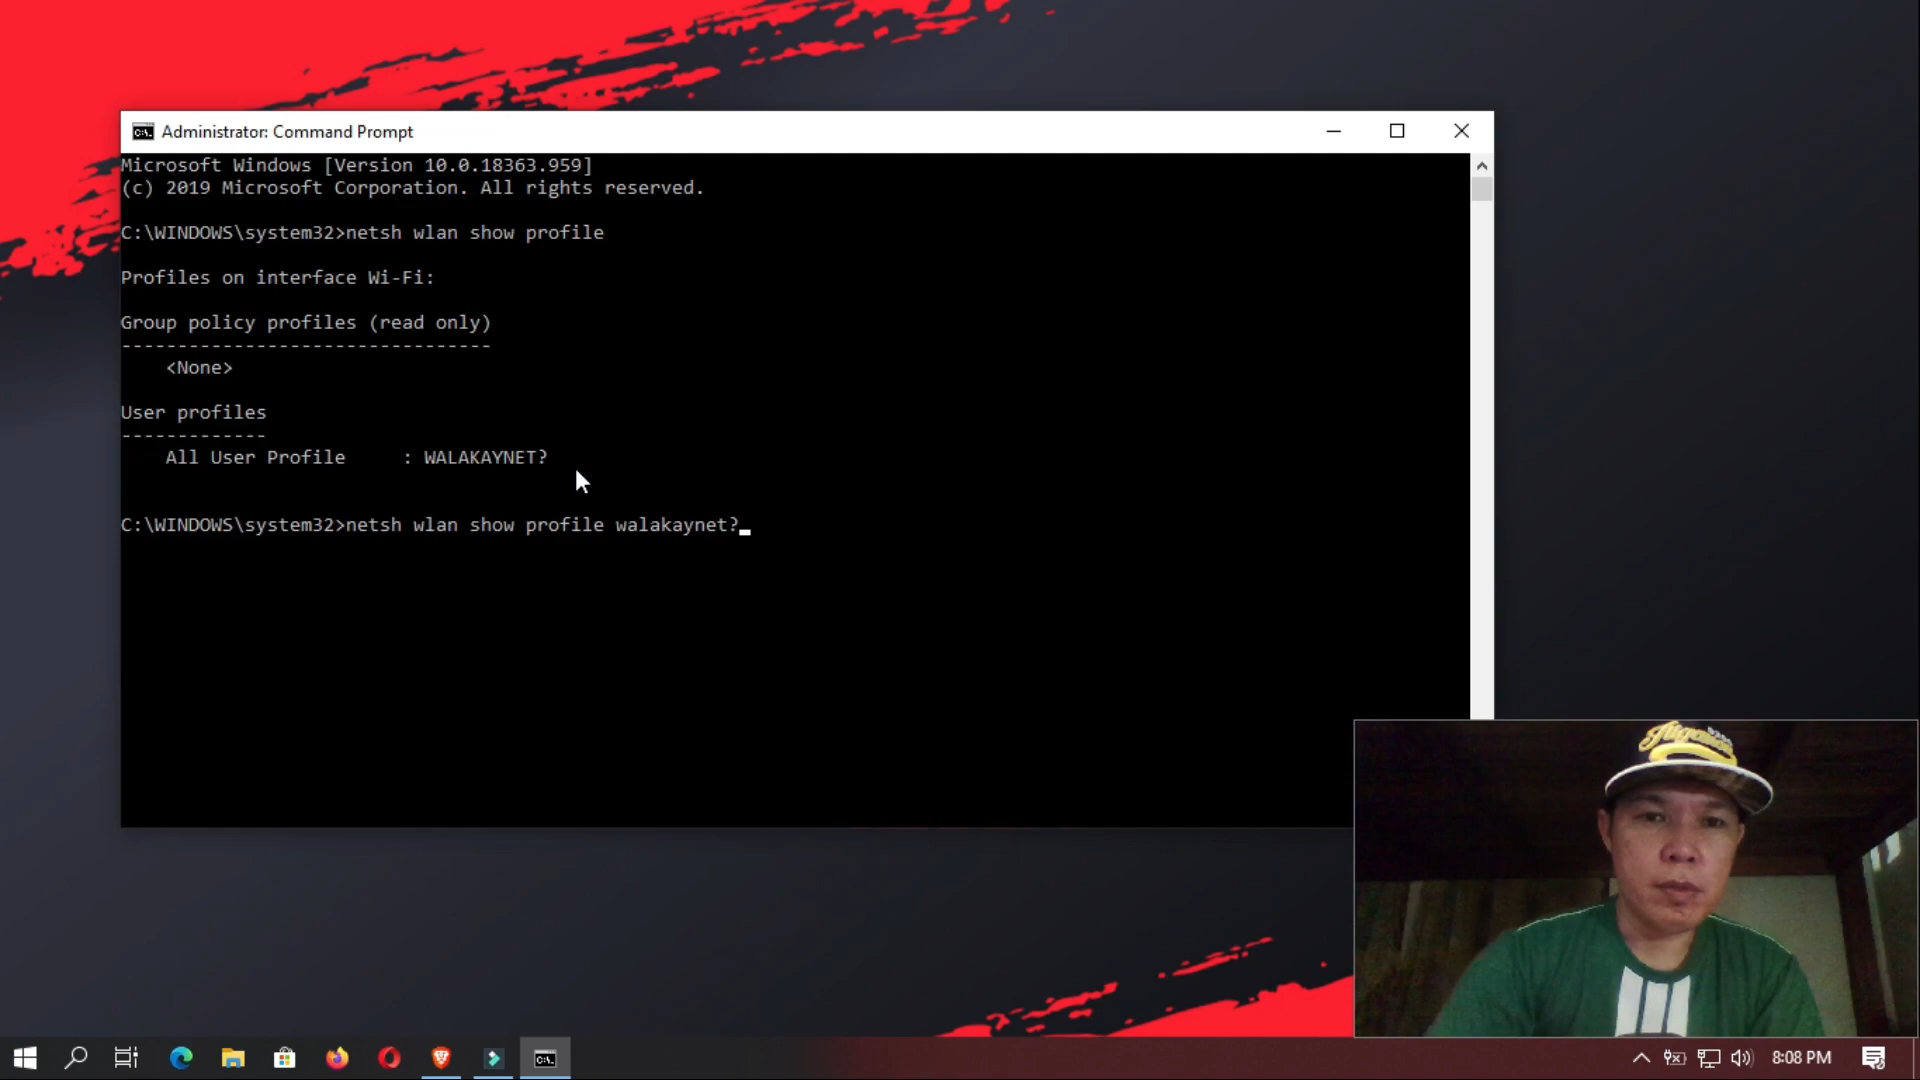 Administrator: Command Prompt
Microsoft Windows [Version 10.0.18363.959]
(c) 2019 Microsoft Corporation. All rights reserved.
C:\WINDOWS\system32>netsh wlan show profile
Profiles on interface Wi-Fi:
Group policy profiles (read only)
---------------------------------
<None>
User profiles
-------------
All User Profile     : WALAKAYNET?
C:\WINDOWS\system32>netsh wlan show profile walakaynet?
8:08 PM